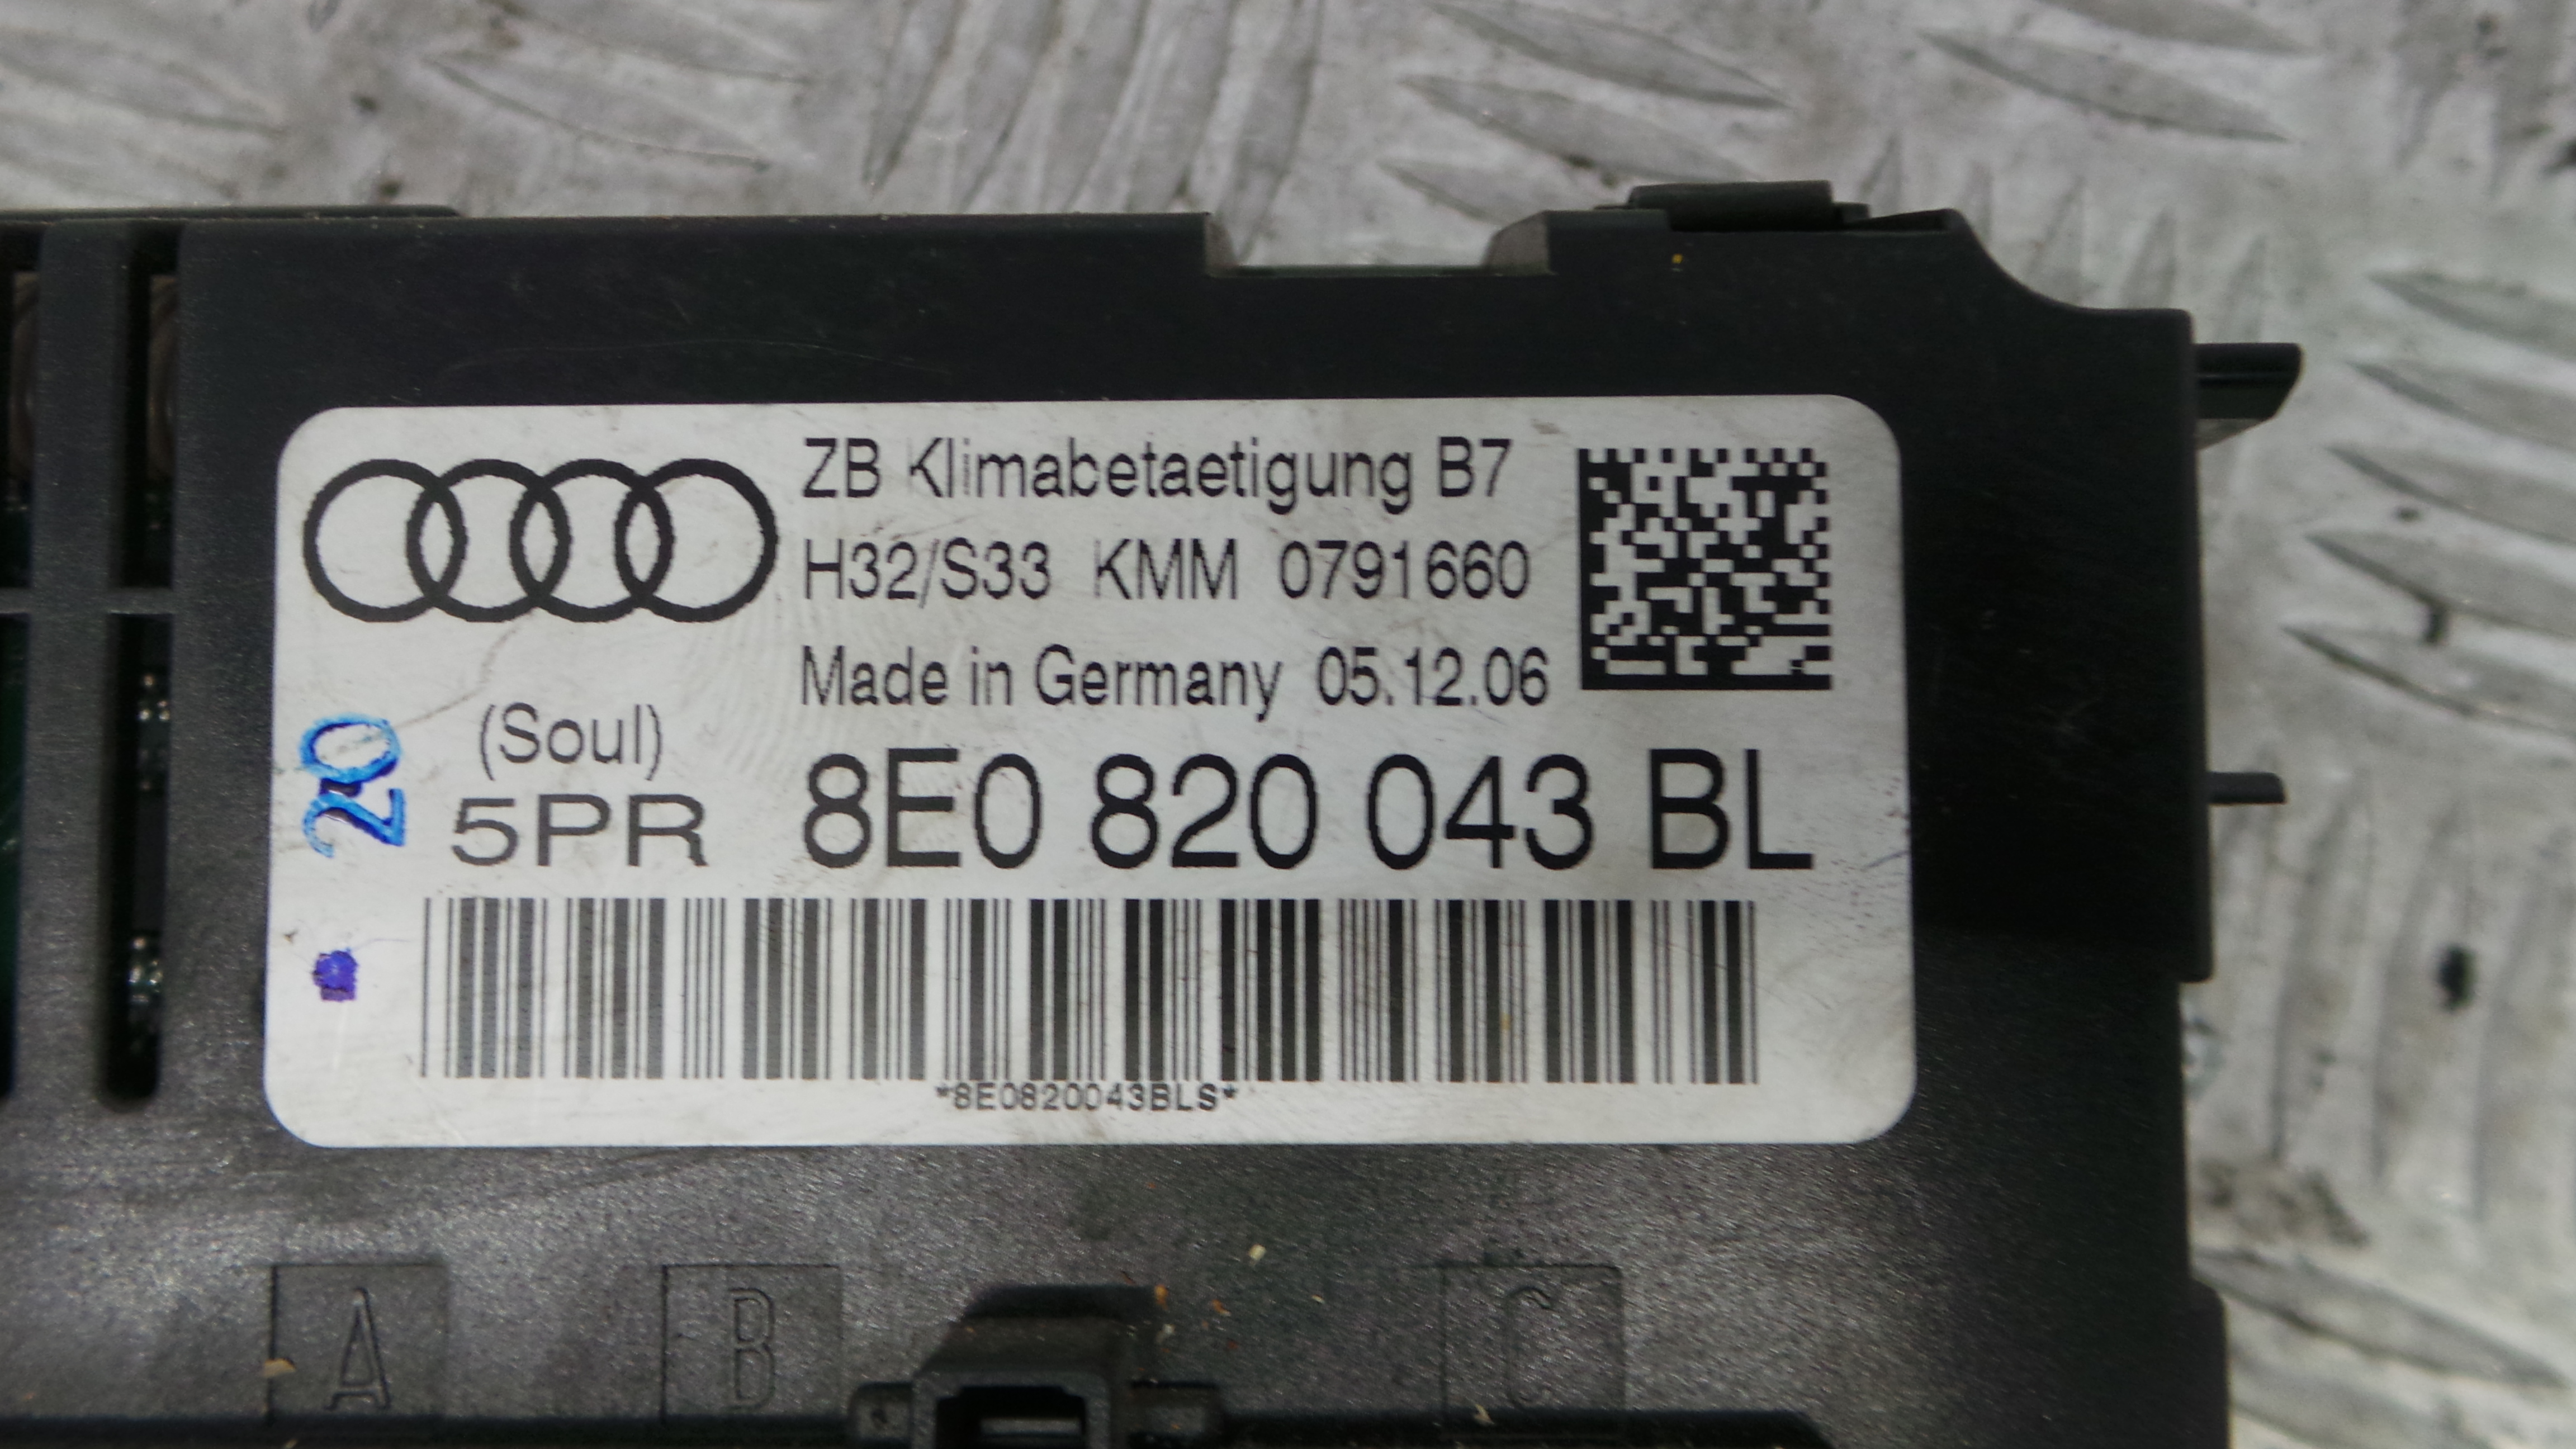 ZB Klimabetaetigung B7
H32/S33 KMM 0791660
Made in Germany 05.12.06
20
(Soul)
5PR 8E0 820 043 BL
*8E0820043BLS*
A B C